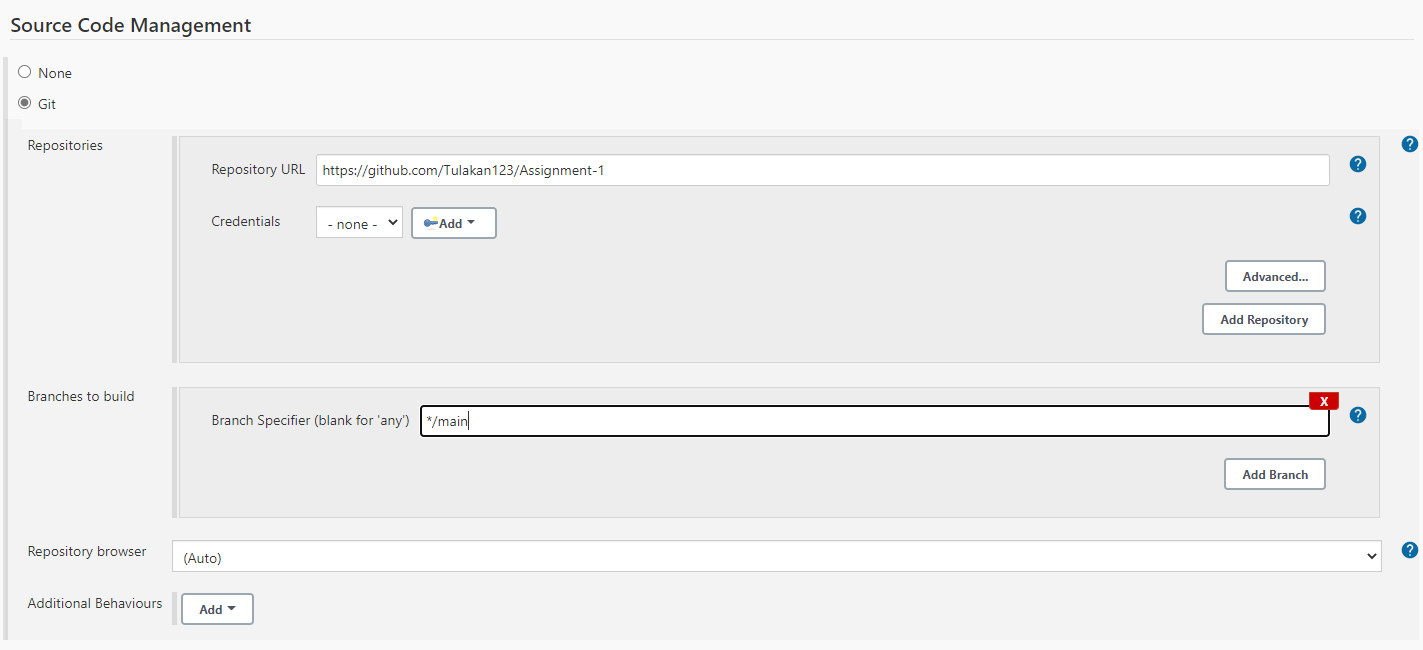 Source Code Management
None
Git
Repositories
?
Repository URL https://github.com/Tulakan123/Assignment-1 ?
Credentials - none - Add ?
Advanced...
Add Repository
Branches to build
X
Branch Specifier (blank for 'any') */main ?
Add Branch
Repository browser (Auto) ?
Additional Behaviours Add